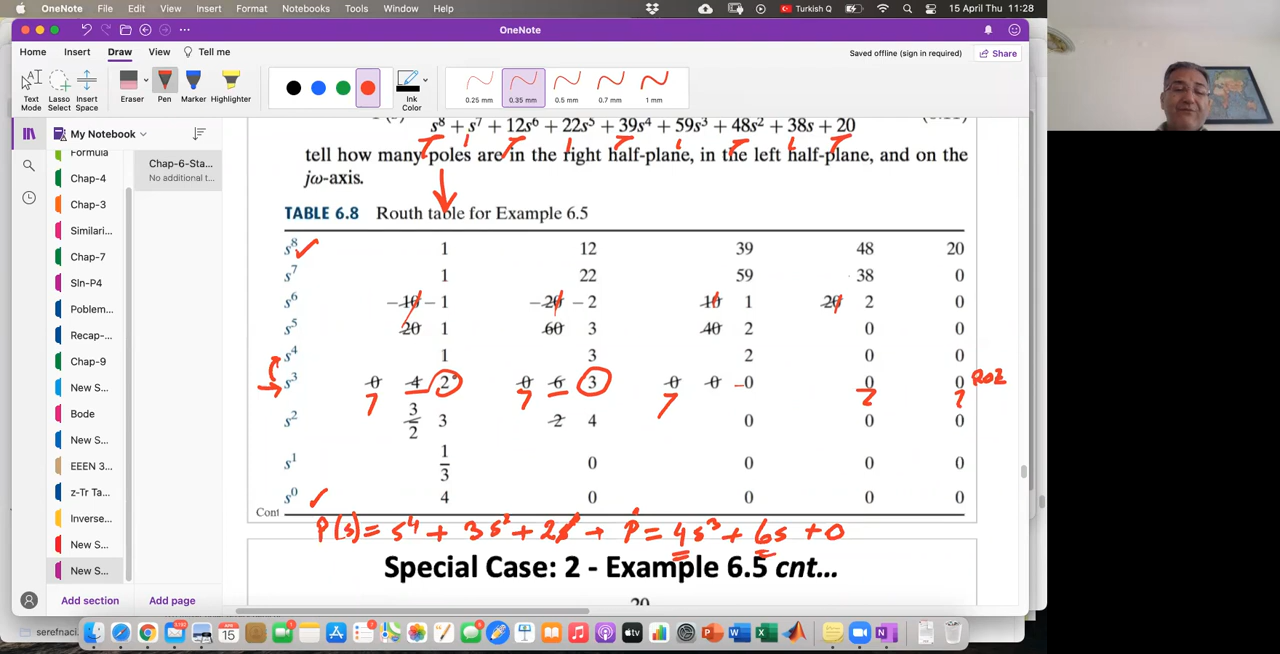 OneNote File Edit View Insert Format Notebooks Tools Window Help Turkish Q 15 April Thu 11:28
OneNote
Home Insert Draw View Tell me Saved offline (sign in required) Share
Text Mode Lasso Select Insert Space Eraser Pen Marker Highlighter Ink Color 0.25 mm 0.35 mm 0.5 mm 0.7 mm 1 mm
My Notebook
Formula
Chap-4
Chap-3
Similari...
Chap-7
Sln-P4
Poblem...
Recap-...
Chap-9
New S...
Bode
New S...
EEEN 3...
z-Tr Ta...
Inverse...
New S...
New S...
Add section Add page
Chap-6-Sta...
No additional t...
s⁸ + s⁷ + 12s⁶ + 22s⁵ + 39s⁴ + 59s³ + 48s² + 38s + 20
tell how many poles are in the right half-plane, in the left half-plane, and on the
jω-axis.
TABLE 6.8 Routh table for Example 6.5
s⁸ 1 12 39 48 20
s⁷ 1 22 59 38 0
s⁶ -10 -1 -20 -2 10 1 20 2 0
s⁵ 20 1 60 3 40 2 0 0
s⁴ 1 3 2 0 0
s³ 0 4 2 0 6 3 0 0 0 0 0 ROZ
s² 3/2 3 2 4 0 0 0
s¹ 1/3 0 0 0 0
s⁰ 4 0 0 0 0
Cont
P(s) = s⁴ + 3s² + 2 → Ṗ = 4s³ + 6s + 0
Special Case: 2 - Example 6.5 cnt...
20
serefnaci